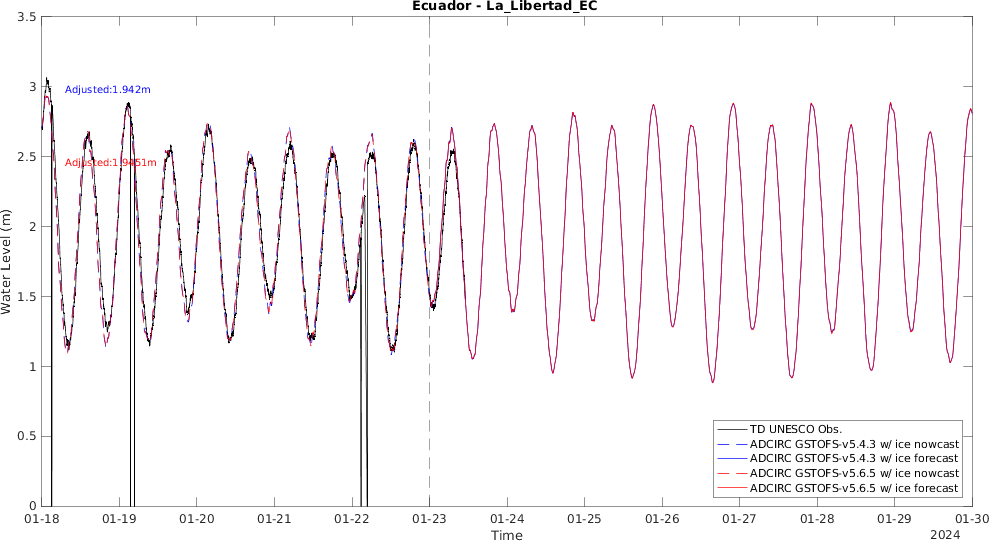 Ecuador - La_Libertad_EC
3.5
3
2.5
2
1.5
1
0.5
0
Water Level (m)
Adjusted:1.942m
Adjusted:1.9451m
TD UNESCO Obs.
ADCIRC GSTOFS-v5.4.3 w/ ice nowcast
ADCIRC GSTOFS-v5.4.3 w/ ice forecast
ADCIRC GSTOFS-v5.6.5 w/ ice nowcast
ADCIRC GSTOFS-v5.6.5 w/ ice forecast
01-18 01-19 01-20 01-21 01-22 01-23 01-24 01-25 01-26 01-27 01-28 01-29 01-30
Time
2024